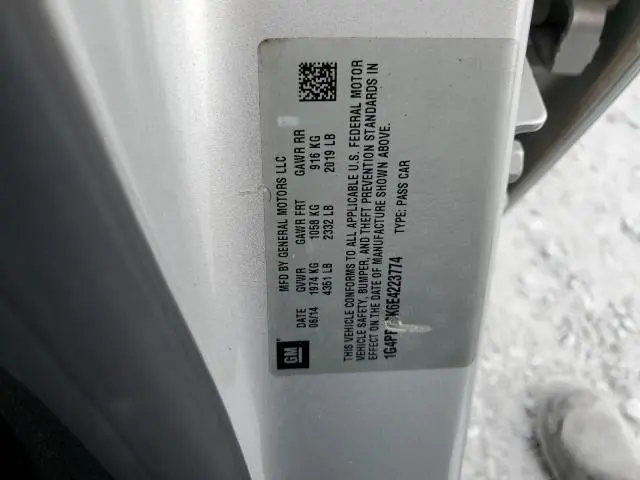 MFD BY GENERAL MOTORS LLC
DATE GVWR GAWR FRT GAWR RR
06/14 1974 KG 1058 KG 916 KG
4351 LB 2332 LB 2019 LB
THIS VEHICLE CONFORMS TO ALL APPLICABLE U.S. FEDERAL MOTOR
VEHICLE SAFETY, BUMPER, AND THEFT PREVENTION STANDARDS IN
EFFECT ON THE DATE OF MANUFACTURE SHOWN ABOVE.
TYPE: PASS CAR
GM